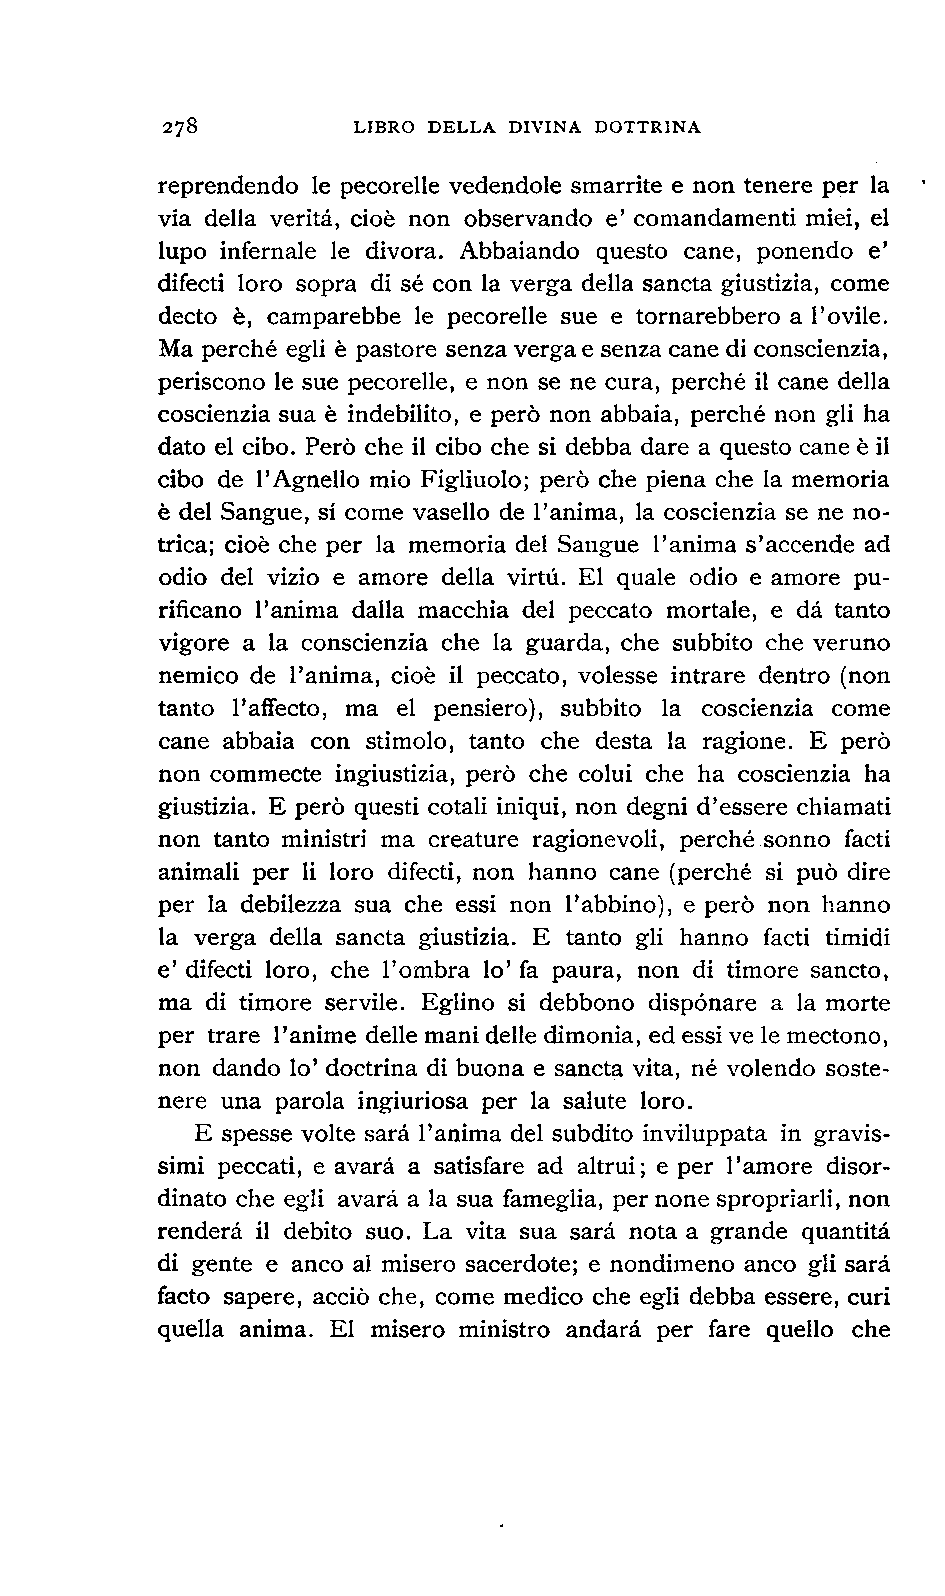 278 LIBRO DELLA DIVINA DOTTRINA
reprendendo le pecorelle vedendole smarrite e non tenere per la
via della veritá, cioè non observando e' comandamenti miei, el
lupo infernale le divora. Abbaiando questo cane, ponendo e'
difecti loro sopra di sé con la verga della sancta giustizia, come
decto è, camparebbe le pecorelle sue e tornarebbero a l'ovile.
Ma perché egli è pastore senza verga e senza cane di conscienzia,
periscono le sue pecorelle, e non se ne cura, perché il cane della
coscienzia sua è indebilito, e però non abbaia, perché non gli ha
dato el cibo. Però che il cibo che si debba dare a questo cane è il
cibo de l'Agnello mio Figliuolo; però che piena che la memoria
è del Sangue, sí come vasello de l'anima, la coscienzia se ne no-
trica; cioè che per la memoria del Sangue l'anima s'accende ad
odio del vizio e amore della virtú. El quale odio e amore pu-
rificano l'anima dalla macchia del peccato mortale, e dá tanto
vigore a la conscienzia che la guarda, che subbito che veruno
nemico de l'anima, cioè il peccato, volesse intrare dentro (non
tanto l'affecto, ma el pensiero), subbito la coscienzia come
cane abbaia con stimolo, tanto che desta la ragione. E però
non commecte ingiustizia, però che colui che ha coscienzia ha
giustizia. E però questi cotali iniqui, non degni d'essere chiamati
non tanto ministri ma creature ragionevoli, perché sonno facti
animali per li loro difecti, non hanno cane (perché si può dire
per la debilezza sua che essi non l'abbino), e però non hanno
la verga della sancta giustizia. E tanto gli hanno facti timidi
e' difecti loro, che l'ombra lo' fa paura, non di timore sancto,
ma di timore servile. Eglino si debbono dispónare a la morte
per trare l'anime delle mani delle dimonia, ed essi ve le mectono,
non dando lo' doctrina di buona e sancta vita, né volendo soste-
nere una parola ingiuriosa per la salute loro.
E spesse volte sará l'anima del subdito inviluppata in gravis-
simi peccati, e avará a satisfare ad altrui; e per l'amore disor-
dinato che egli avará a la sua fameglia, per none spropriarli, non
renderá il debito suo. La vita sua sará nota a grande quantitá
di gente e anco al misero sacerdote; e nondimeno anco gli sará
facto sapere, acciò che, come medico che egli debba essere, curi
quella anima. El misero ministro andará per fare quello che